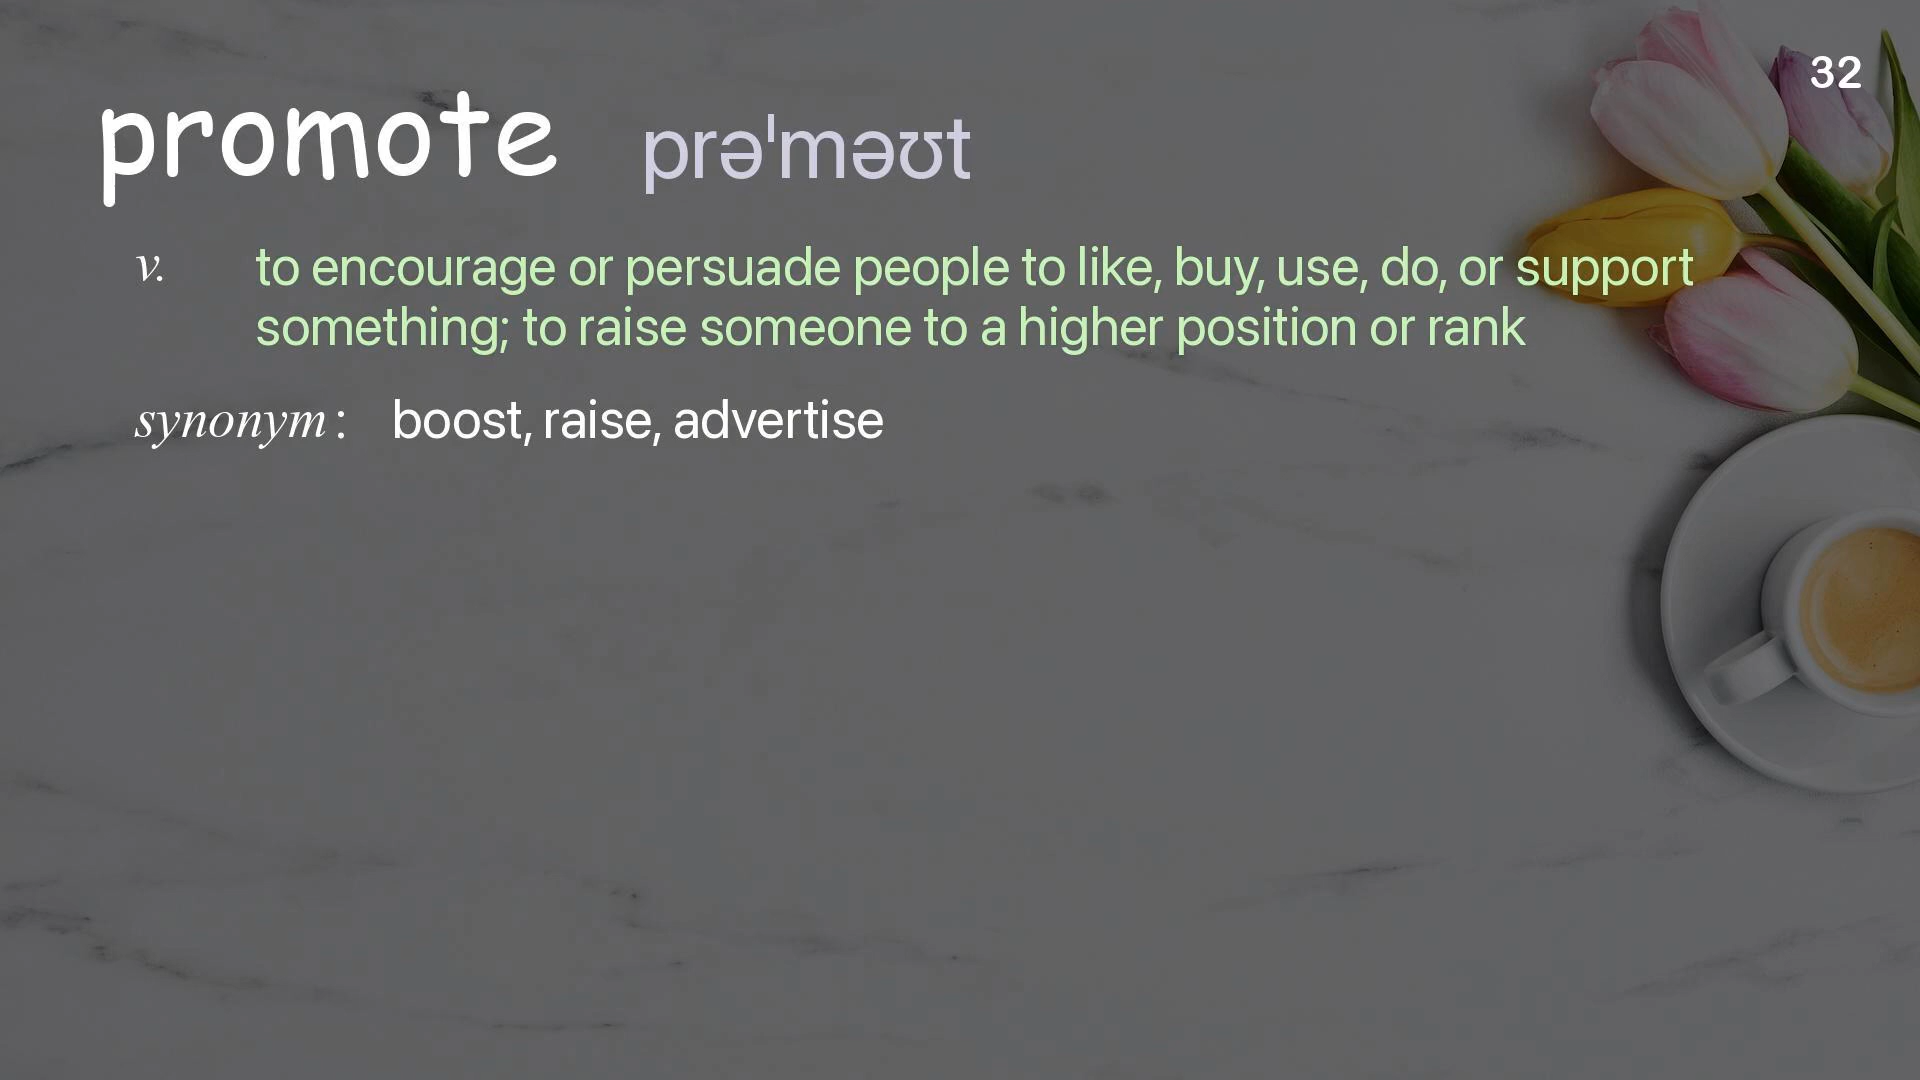 32
promote prəˈməʊt
v. to encourage or persuade people to like, buy, use, do, or support
something; to raise someone to a higher position or rank
synonym: boost, raise, advertise